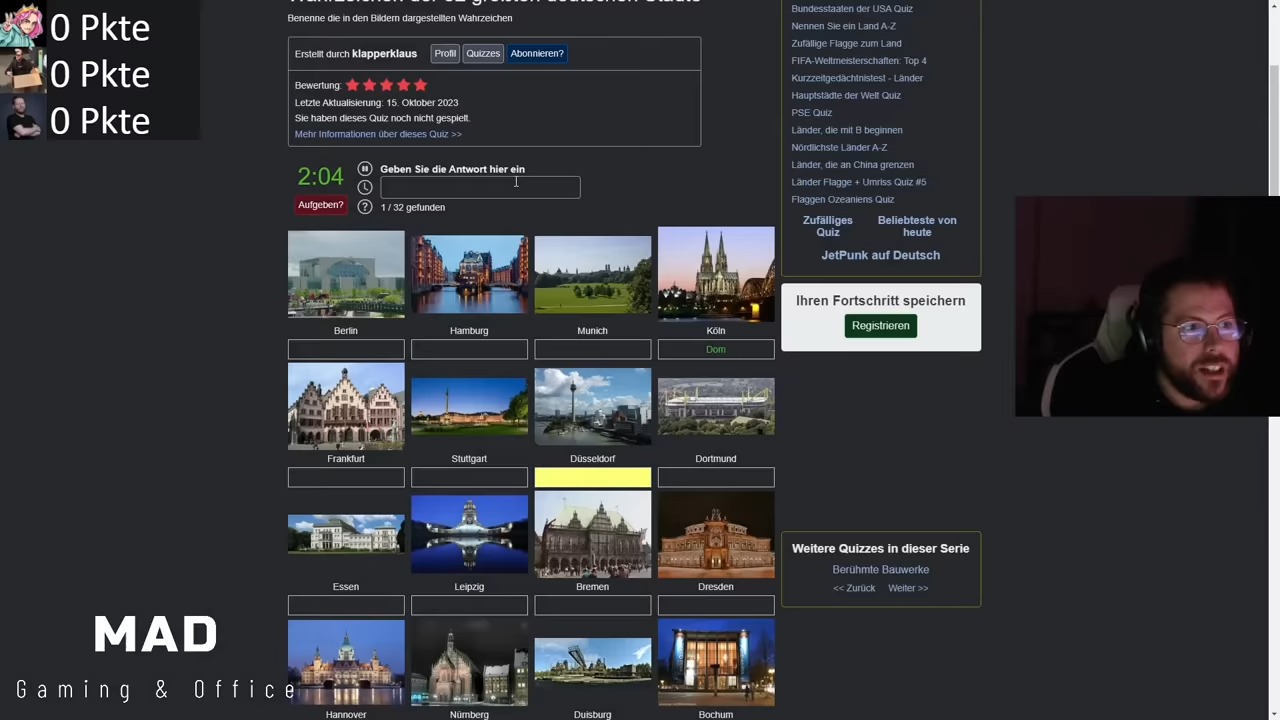 0 Pkte
0 Pkte
0 Pkte
Benenne die in den Bildern dargestellten Wahrzeichen
Erstellt durch klapperklaus Profil Quizzes Abonnieren?
Bewertung:
Letzte Aktualisierung: 15. Oktober 2023
Sie haben dieses Quiz noch nicht gespielt.
Mehr Informationen über dieses Quiz >>
2:04
Aufgeben?
Geben Sie die Antwort hier ein
?
1 / 32 gefunden
Berlin Hamburg Munich Köln
Dom
Frankfurt Stuttgart Düsseldorf Dortmund
Essen Leipzig Bremen Dresden
Hannover Nürnberg Duisburg Bochum
Bundesstaaten der USA Quiz
Nennen Sie ein Land A-Z
Zufällige Flagge zum Land
FIFA-Weltmeisterschaften: Top 4
Kurzzeitgedächtnistest - Länder
Hauptstädte der Welt Quiz
PSE Quiz
Länder, die mit B beginnen
Nördlichste Länder A-Z
Länder, die an China grenzen
Länder Flagge + Umriss Quiz #5
Flaggen Ozeaniens Quiz
Zufälliges
Quiz
Beliebteste von
heute
JetPunk auf Deutsch
Ihren Fortschritt speichern
Registrieren
Weitere Quizzes in dieser Serie
Berühmte Bauwerke
<< Zurück Weiter >>
MAD
Gaming & Office